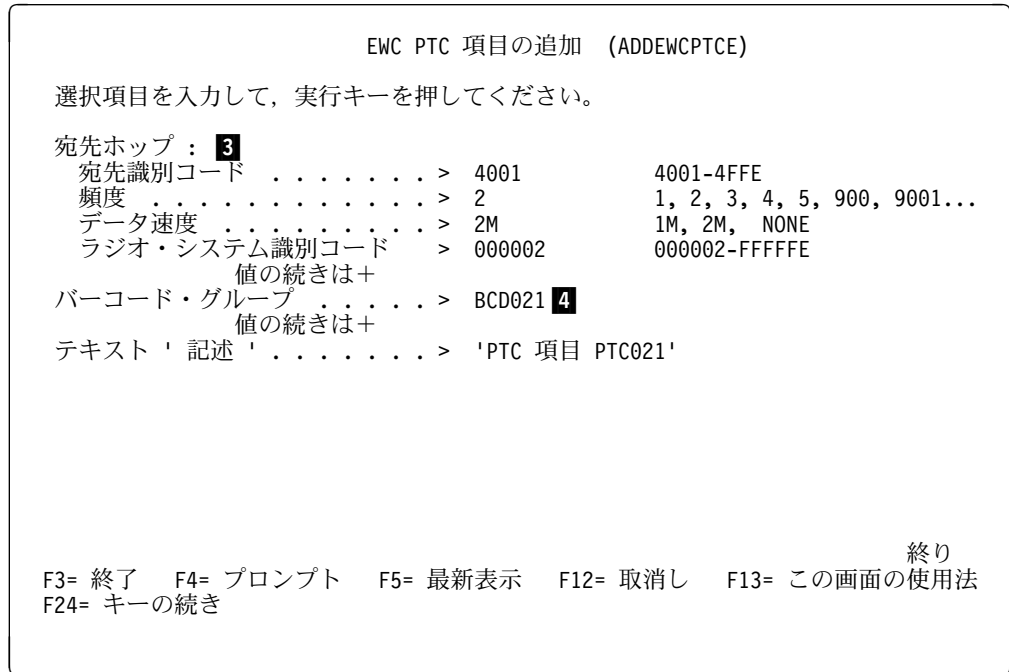 EWC PTC 項目の追加 (ADDEWCPTCE)
選択項目を入力して，実行キーを押してください。
宛先ホップ : 3
宛先識別コード . . . . . . . > 4001 4001-4FFE
頻度 . . . . . . . . . . . . > 2 1, 2, 3, 4, 5, 900, 9001...
データ速度 . . . . . . . . . > 2M 1M, 2M, NONE
ラジオ・システム識別コード > 000002 000002-FFFFFE
値の続きは＋
バーコード・グループ . . . . . > BCD021 4
値の続きは＋
テキスト ' 記述 ' . . . . . . . > 'PTC 項目 PTC021'
終り
F3= 終了 F4= プロンプト F5= 最新表示 F12= 取消し F13= この画面の使用法
F24= キーの続き